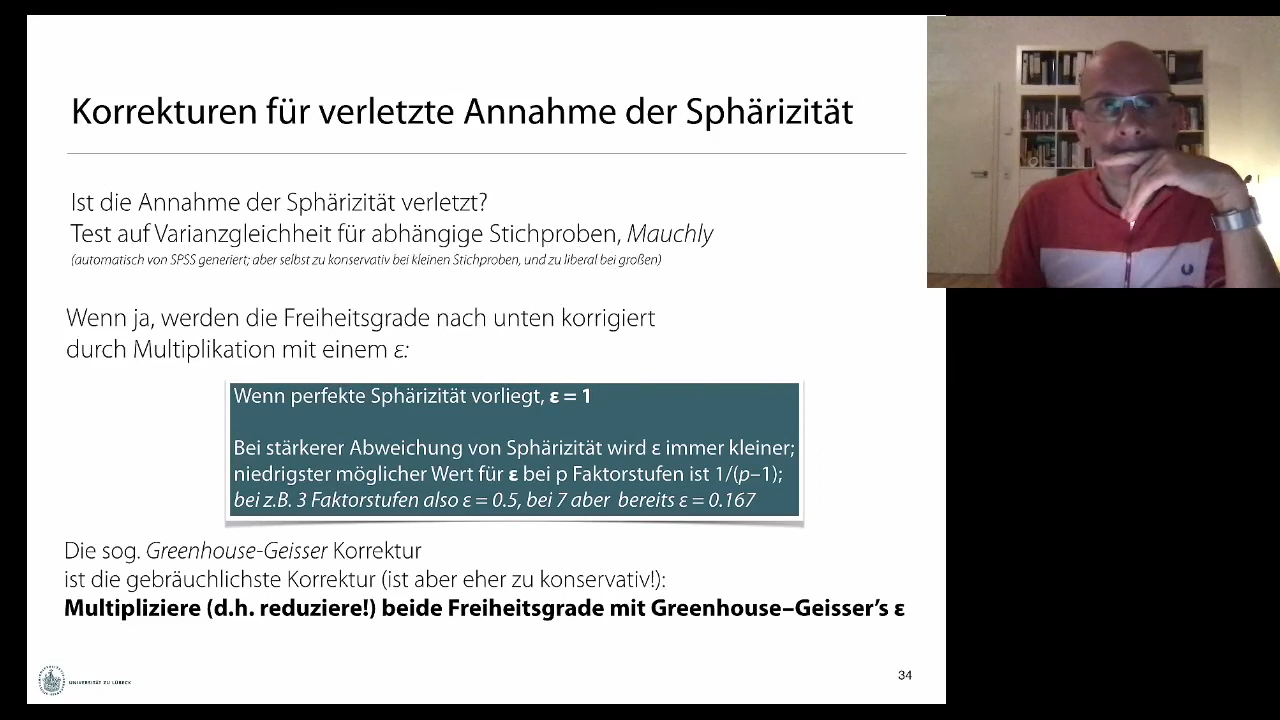 Korrekturen für verletzte Annahme der Sphärizität
Ist die Annahme der Sphärizität verletzt?
Test auf Varianzgleichheit für abhängige Stichproben, Mauchly
(automatisch von SPSS generiert; aber selbst zu konservativ bei kleinen Stichproben, und zu liberal bei großen)
Wenn ja, werden die Freiheitsgrade nach unten korrigiert
durch Multiplikation mit einem ε:
Wenn perfekte Sphärizität vorliegt, ε = 1
Bei stärkerer Abweichung von Sphärizität wird ε immer kleiner;
niedrigster möglicher Wert für ε bei p Faktorstufen ist 1/(p–1);
bei z.B. 3 Faktorstufen also ε = 0.5, bei 7 aber bereits ε = 0.167
Die sog. Greenhouse-Geisser Korrektur
ist die gebräuchlichste Korrektur (ist aber eher zu konservativ!):
Multipliziere (d.h. reduziere!) beide Freiheitsgrade mit Greenhouse–Geisser’s ε
UNIVERSITÄT ZU LÜBECK
34